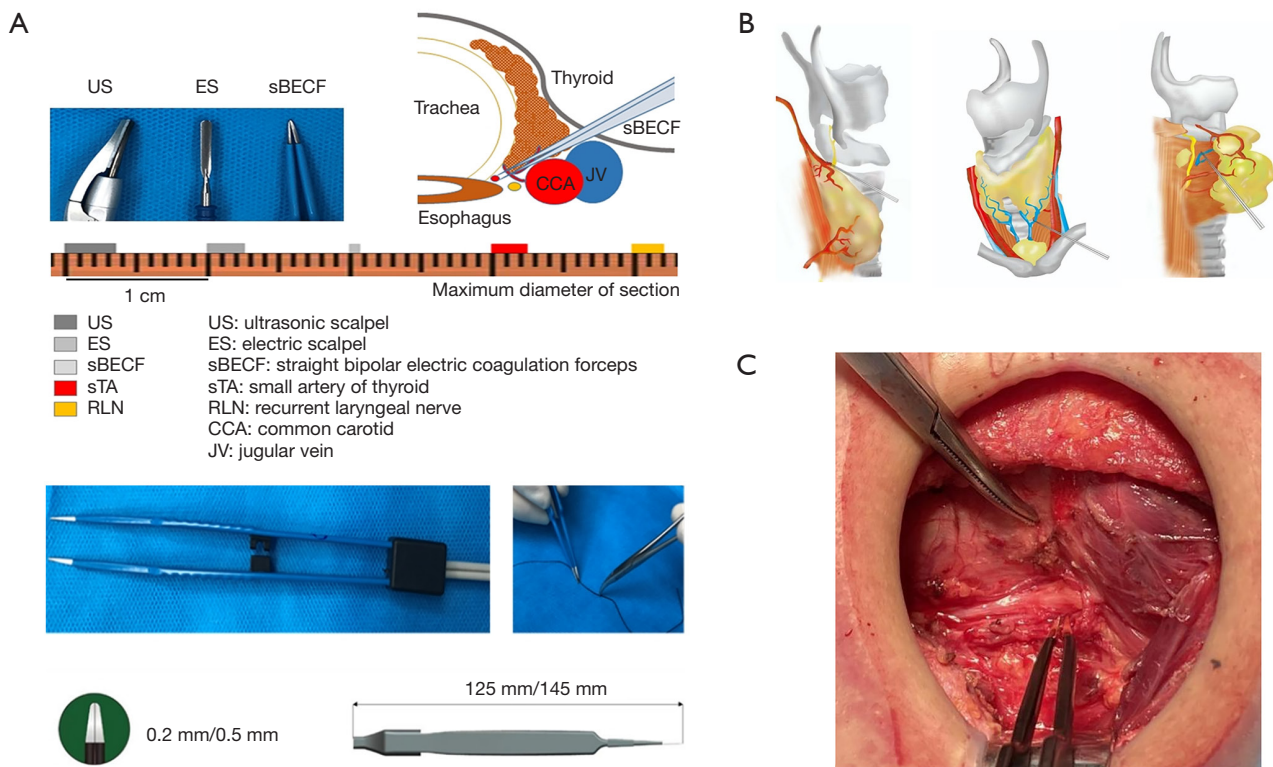 A
US ES sBECF
Thyroid
Trachea
sBECF
CCA
JV
Esophagus
1 cm
Maximum diameter of section
US US: ultrasonic scalpel
ES ES: electric scalpel
sBECF sBECF: straight bipolar electric coagulation forceps
sTA sTA: small artery of thyroid
RLN RLN: recurrent laryngeal nerve
CCA: common carotid
JV: jugular vein
125 mm/145 mm
0.2 mm/0.5 mm
B
C